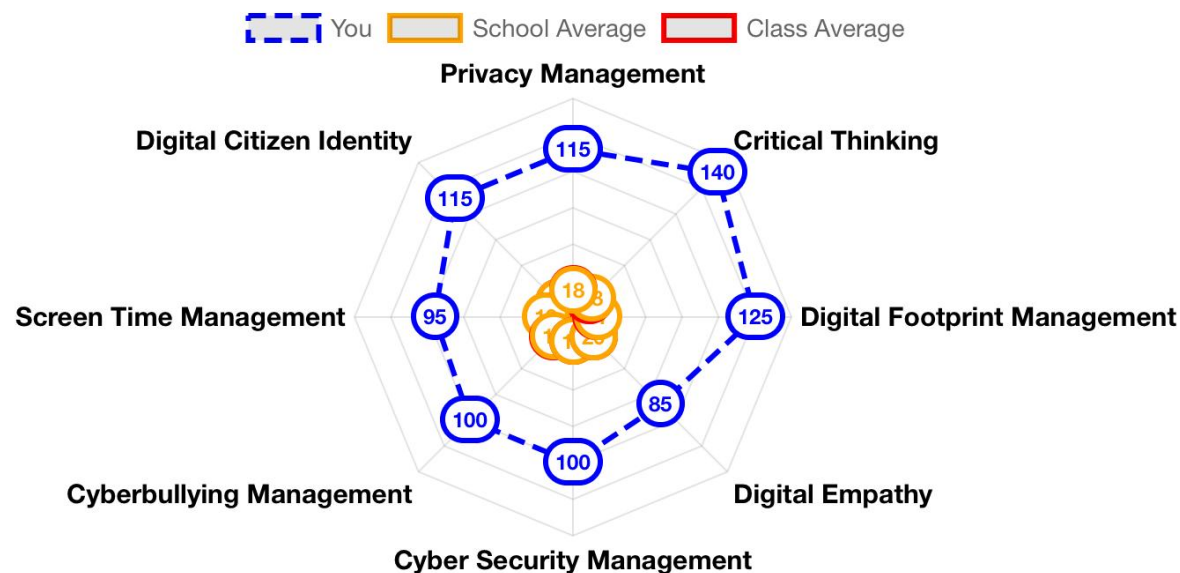 You School Average Class Average
Privacy Management
Digital Citizen Identity
Critical Thinking
115
140
115
18
Screen Time Management
95
125
Digital Footprint Management
85
100
100
Cyberbullying Management
Digital Empathy
Cyber Security Management